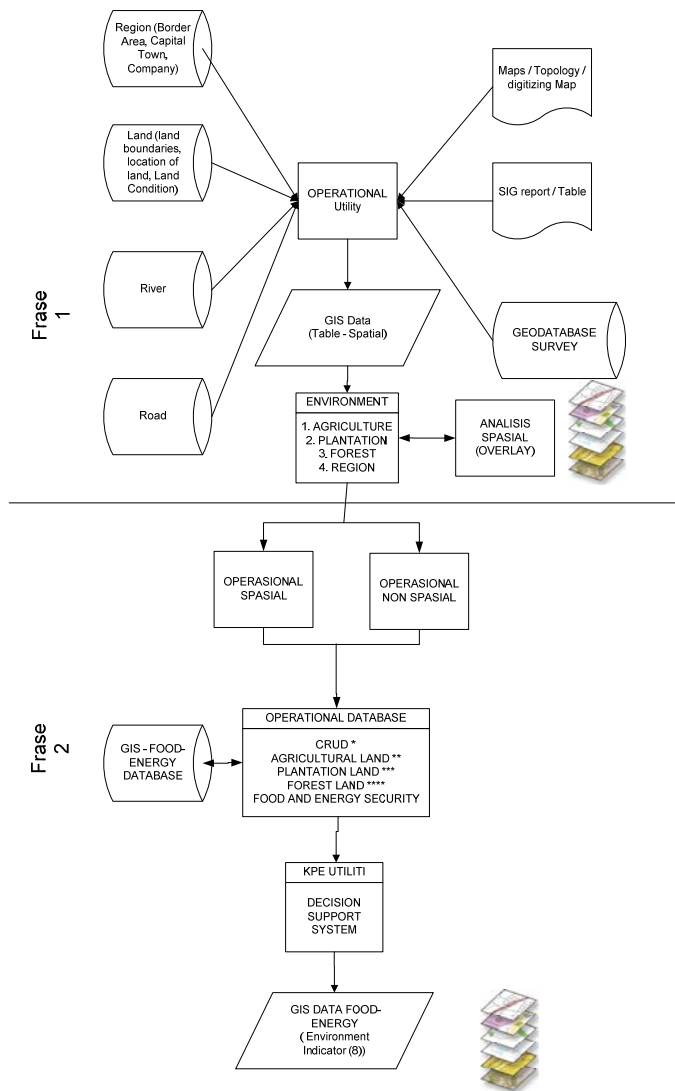 Region (Border
Area, Capital
Town,
Company)
Maps / Topology /
digitizing Map
Land (land
boundaries,
location of
land, Land
Condition)
OPERATIONAL
Utility
SIG report / Table
Frase
1
River
GIS Data
(Table - Spatial)
GEODATABASE
SURVEY
Road
ENVIRONMENT
1. AGRICULTURE
2. PLANTATION
3. FOREST
4. REGION
ANALISIS
SPASIAL
(OVERLAY)
OPERASIONAL
SPASIAL
OPERASIONAL
NON SPASIAL
Frase
2
OPERATIONAL DATABASE
CRUD *
AGRICULTURAL LAND **
PLANTATION LAND ***
FOREST LAND ****
FOOD AND ENERGY SECURITY
GIS - FOOD-
ENERGY
DATABASE
KPE UTILITI
DECISION
SUPPORT
SYSTEM
GIS DATA FOOD-
ENERGY
( Environment
Indicator (8))